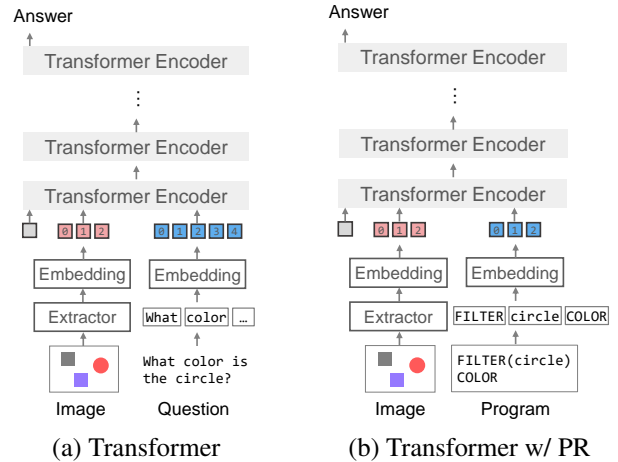 Answer
Transformer Encoder
⋮
Transformer Encoder
Transformer Encoder
0 1 2
0 1 2 3 4
Embedding
Embedding
Extractor
What color …
What color is
the circle?
Image
Question
(a) Transformer
Answer
Transformer Encoder
⋮
Transformer Encoder
Transformer Encoder
0 1 2
0 1 2
Embedding
Embedding
Extractor
FILTER circle COLOR
FILTER(circle)
COLOR
Image
Program
(b) Transformer w/ PR